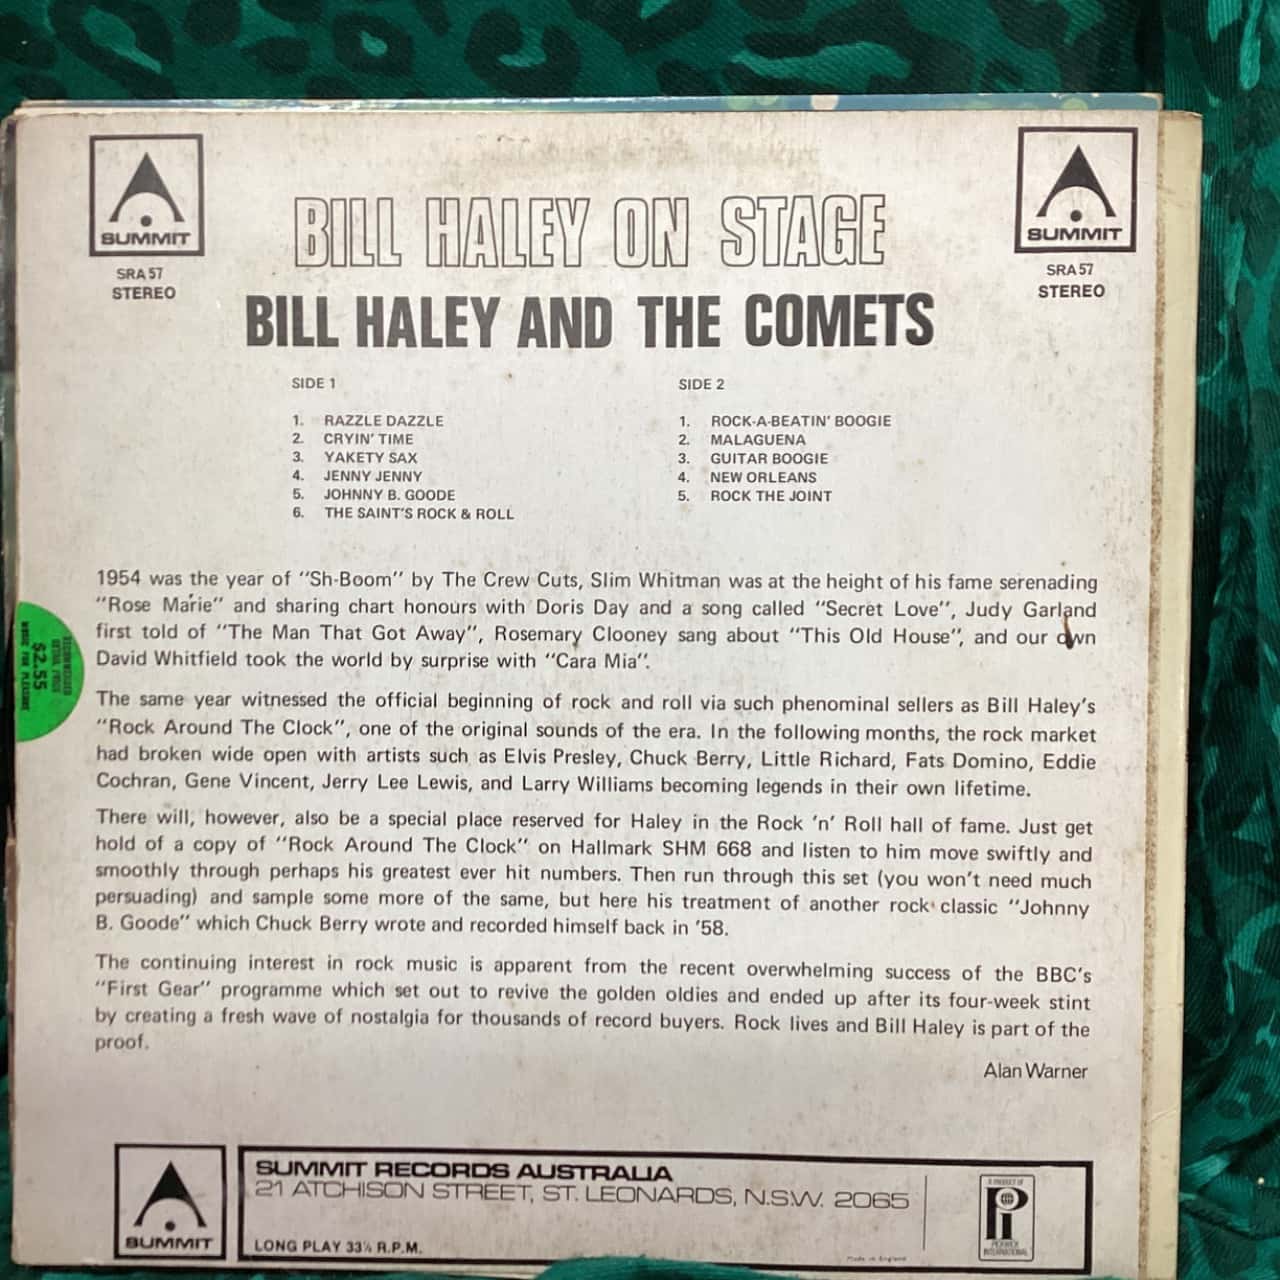 SUMMIT
SRA 57
STEREO
SUMMIT
SRA 57
STEREO
BILL HALEY ON STAGE
BILL HALEY AND THE COMETS
SIDE 1
1. RAZZLE DAZZLE
2. CRYIN' TIME
3. YAKETY SAX
4. JENNY JENNY
5. JOHNNY B. GOODE
6. THE SAINT'S ROCK & ROLL
SIDE 2
1. ROCK-A-BEATIN' BOOGIE
2. MALAGUENA
3. GUITAR BOOGIE
4. NEW ORLEANS
5. ROCK THE JOINT
1954 was the year of "Sh-Boom" by The Crew Cuts, Slim Whitman was at the height of his fame serenading
"Rose Marie" and sharing chart honours with Doris Day and a song called "Secret Love", Judy Garland
first told of "The Man That Got Away", Rosemary Clooney sang about "This Old House", and our own
David Whitfield took the world by surprise with "Cara Mia".
The same year witnessed the official beginning of rock and roll via such phenominal sellers as Bill Haley's
"Rock Around The Clock", one of the original sounds of the era. In the following months, the rock market
had broken wide open with artists such as Elvis Presley, Chuck Berry, Little Richard, Fats Domino, Eddie
Cochran, Gene Vincent, Jerry Lee Lewis, and Larry Williams becoming legends in their own lifetime.
There will, however, also be a special place reserved for Haley in the Rock 'n' Roll hall of fame. Just get
hold of a copy of "Rock Around The Clock" on Hallmark SHM 668 and listen to him move swiftly and
smoothly through perhaps his greatest ever hit numbers. Then run through this set (you won't need much
persuading) and sample some more of the same, but here his treatment of another rock classic "Johnny
B. Goode" which Chuck Berry wrote and recorded himself back in '58.
The continuing interest in rock music is apparent from the recent overwhelming success of the BBC's
"First Gear" programme which set out to revive the golden oldies and ended up after its four-week stint
by creating a fresh wave of nostalgia for thousands of record buyers. Rock lives and Bill Haley is part of the
proof.
Alan Warner
RECOMMENDED
RETAIL PRICE
$2.55
MUSIC FOR PLEASURE
SUMMIT
SUMMIT RECORDS AUSTRALIA
21 ATCHISON STREET, ST. LEONARDS, N.S.W. 2065
LONG PLAY 33⅓ R.P.M.
Made in England
A PRODUCT OF
Pi
PICKWICK
INTERNATIONAL